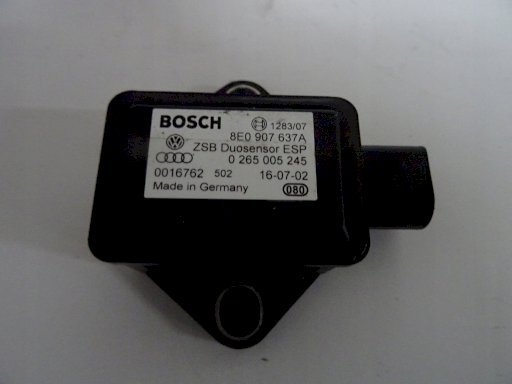 BOSCH 1283/07
8E0 907 637A
ZSB Duosensor ESP
0 265 005 245
0016762 502 16-07-02
Made in Germany 080